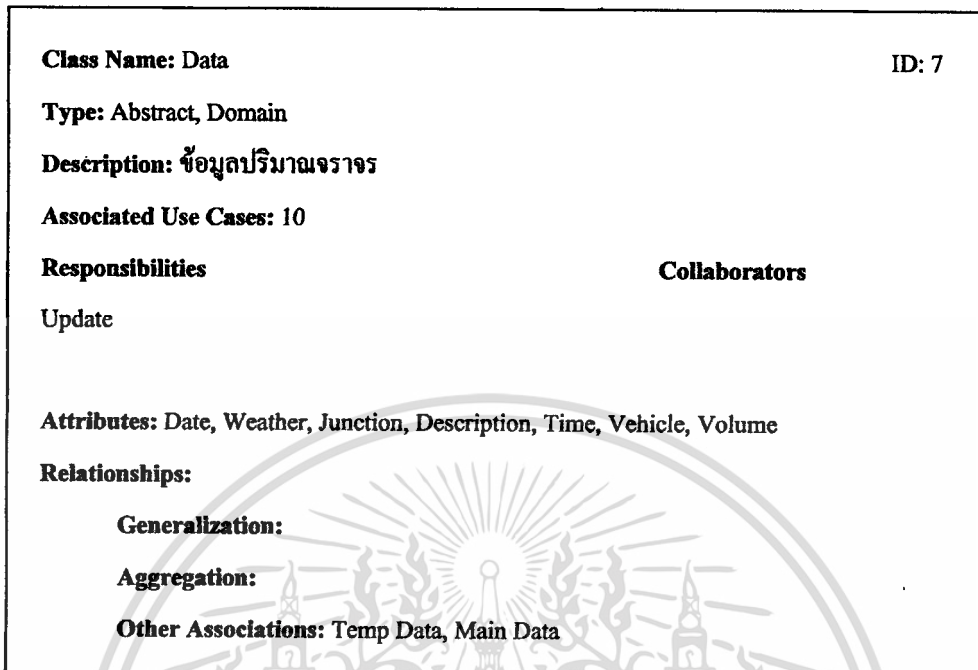 Class Name: Data ID: 7
Type: Abstract, Domain
Description: ข้อมูลปริมาณจราจร
Associated Use Cases: 10
Responsibilities Collaborators
Update
Attributes: Date, Weather, Junction, Description, Time, Vehicle, Volume
Relationships:
Generalization:
Aggregation:
Other Associations: Temp Data, Main Data